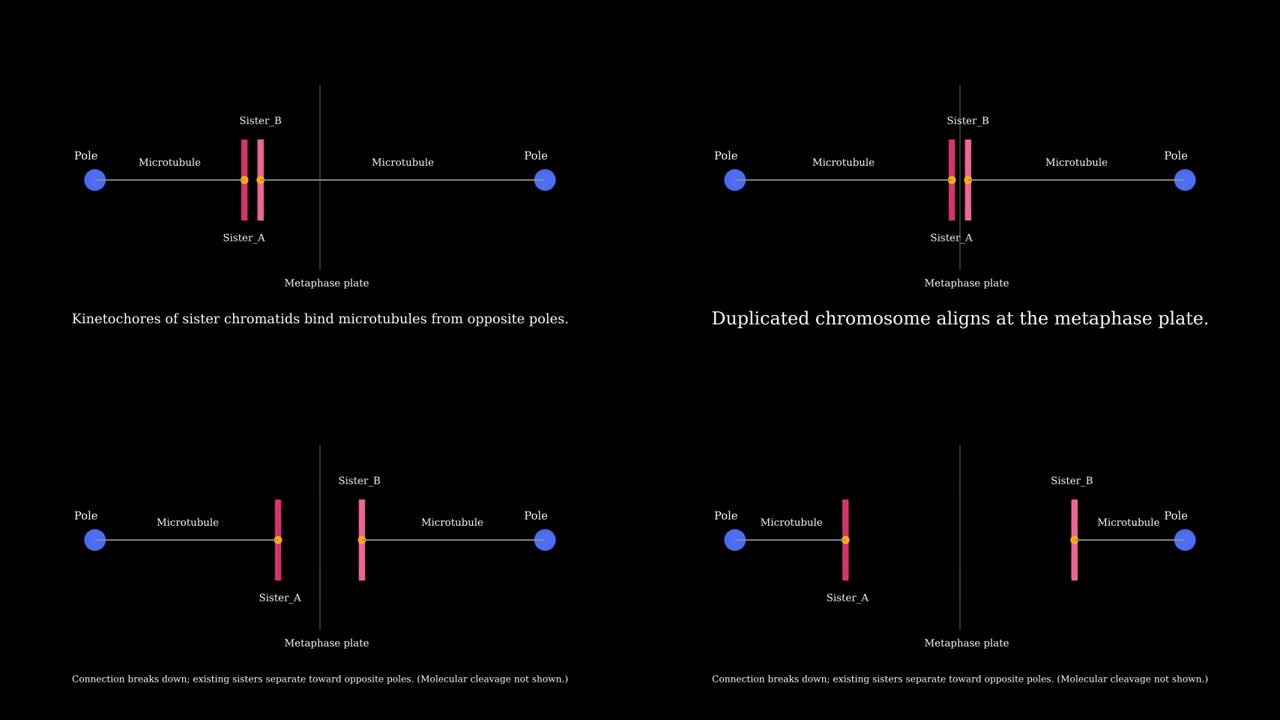 Sister_B
Pole
Microtubule
Microtubule
Pole
Sister_A
Metaphase plate
Kinetochores of sister chromatids bind microtubules from opposite poles.
Sister_B
Pole
Microtubule
Microtubule
Pole
Sister_A
Metaphase plate
Duplicated chromosome aligns at the metaphase plate.
Sister_B
Pole
Microtubule
Microtubule
Pole
Sister_A
Metaphase plate
Connection breaks down; existing sisters separate toward opposite poles. (Molecular cleavage not shown.)
Sister_B
Pole
Microtubule
Microtubule
Pole
Sister_A
Metaphase plate
Connection breaks down; existing sisters separate toward opposite poles. (Molecular cleavage not shown.)